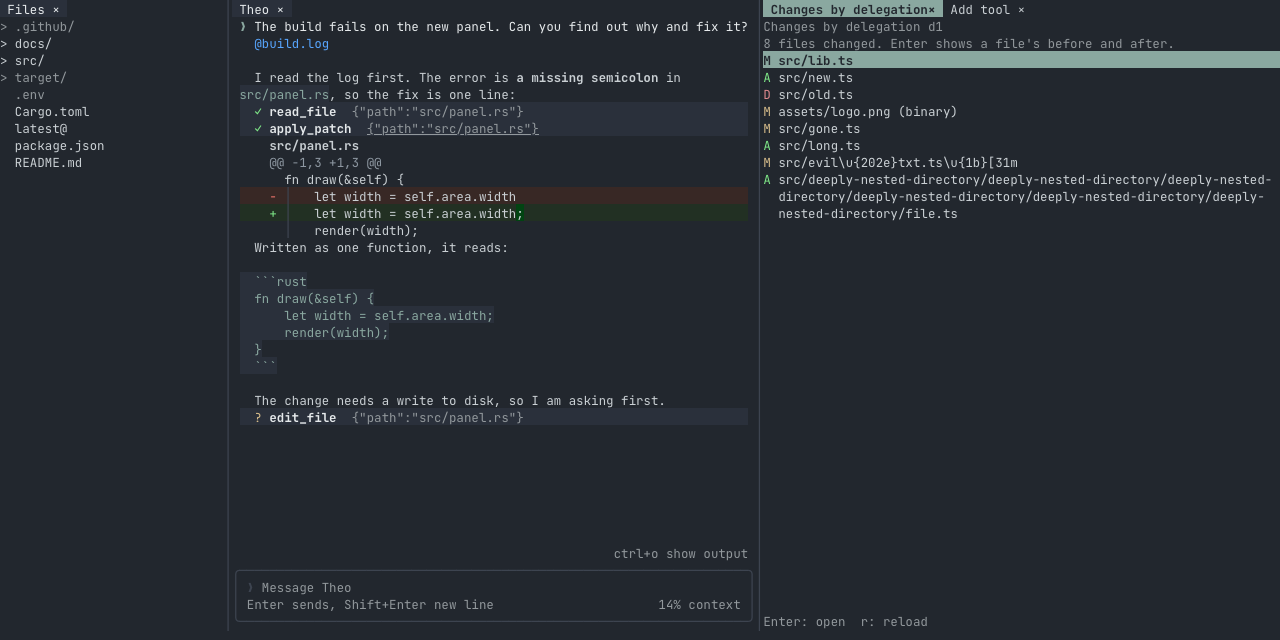 Files ×
> .github/
> docs/
> src/
> target/
.env
Cargo.toml
latest@
package.json
README.md
Theo ×
❫ The build fails on the new panel. Can you find out why and fix it?
@build.log
I read the log first. The error is a missing semicolon in
src/panel.rs, so the fix is one line:
✓ read_file {"path":"src/panel.rs"}
✓ apply_patch {"path":"src/panel.rs"}
src/panel.rs
@@ -1,3 +1,3 @@
fn draw(&self) {
- let width = self.area.width
+ let width = self.area.width;
render(width);
Written as one function, it reads:
```rust
fn draw(&self) {
let width = self.area.width;
render(width);
}
```
The change needs a write to disk, so I am asking first.
? edit_file {"path":"src/panel.rs"}
ctrl+o show output
❫ Message Theo
Enter sends, Shift+Enter new line 14% context
Changes by delegation× Add tool ×
Changes by delegation d1
8 files changed. Enter shows a file's before and after.
M src/lib.ts
A src/new.ts
D src/old.ts
M assets/logo.png (binary)
M src/gone.ts
A src/long.ts
M src/evil\u{202e}txt.ts\u{1b}[31m
A src/deeply-nested-directory/deeply-nested-directory/deeply-nested-
directory/deeply-nested-directory/deeply-nested-directory/deeply-
nested-directory/file.ts
Enter: open r: reload